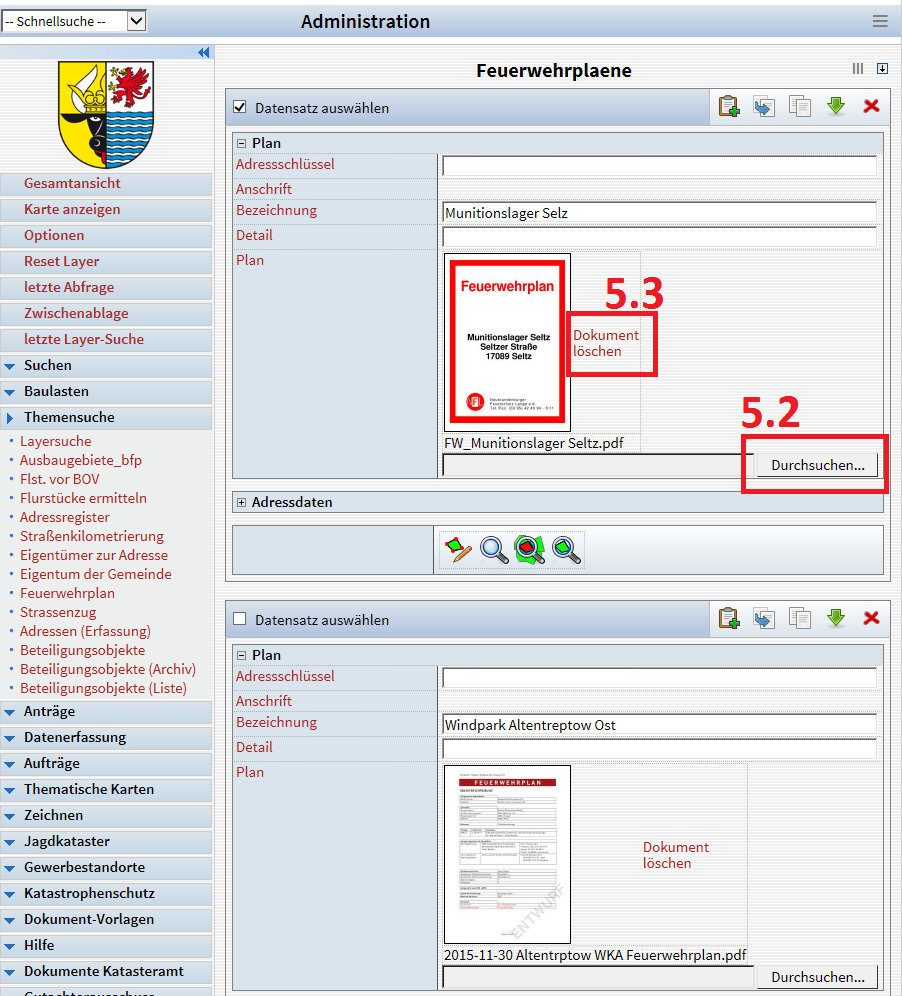 -- Schnellsuche --
Administration
Gesamtansicht
Karte anzeigen
Optionen
Reset Layer
letzte Abfrage
Zwischenablage
letzte Layer-Suche
Suchen
Baulasten
Themensuche
Layersuche
Ausbaugebiete_bfp
Flst. vor BOV
Flurstücke ermitteln
Adressregister
Straßenkilometrierung
Eigentümer zur Adresse
Eigentum der Gemeinde
Feuerwehrplan
Strassenzug
Adressen (Erfassung)
Beteiligungsobjekte
Beteiligungsobjekte (Archiv)
Beteiligungsobjekte (Liste)
Anträge
Datenerfassung
Aufträge
Thematische Karten
Zeichnen
Jagdkataster
Gewerbestandorte
Katastrophenschutz
Dokument-Vorlagen
Hilfe
Dokumente Katasteramt
Feuerwehrplaene
Datensatz auswählen
Plan
Adressschlüssel
Anschrift
Bezeichnung Munitionslager Selz
Detail
Plan
Feuerwehrplan
Munitionslager Seltz
Seltzer Straße
17089 Seltz
5.3
Dokument
löschen
FW_Munitionslager Seltz.pdf
5.2
Durchsuchen...
Adressdaten
Datensatz auswählen
Plan
Adressschlüssel
Anschrift
Bezeichnung Windpark Altentreptow Ost
Detail
Plan
FEUERWEHRPLAN
ENTWURF
Dokument
löschen
2015-11-30 Altentrptow WKA Feuerwehrplan.pdf
Durchsuchen...